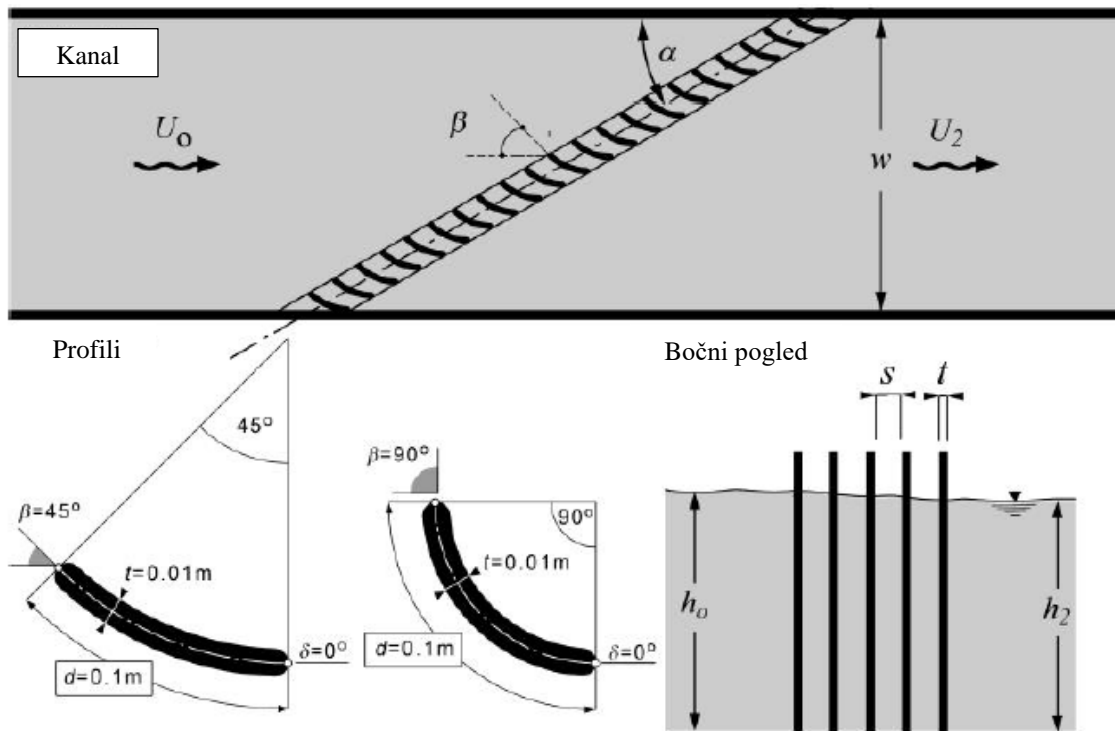 Kanal
α
β
U₀
U₂
w
Profili
Bočni pogled
45°
β=45°
t=0.01m
d=0.1m
δ=0°
β=90°
90°
t=0.01m
d=0.1m
δ=0°
s
t
h₀
h₂